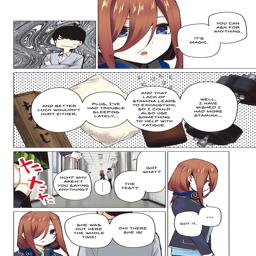 YOU CAN
ASK FOR
ANYTHING.
IT'S
MAGIC.
WELL,
I HAVE
WISHED I
HAD MORE
STAMINA...
AND THAT
LACK OF
STAMINA LEADS
TO EXHAUSTION,
SO I COULD
ALSO USE
SOMETHING
TO HELP WITH
FATIGUE.
PLUS, I'VE
HAD TROUBLE
SLEEPING
LATELY...
AND BETTER
LUCK WOULDN'T
HURT EITHER.
GOT
WHAT?
THE
TEST?
HUH? WHY
AREN'T
YOU SAYING
ANYTHING?
...
GOT IT.
OH! THERE
SHE IS!
SHE WAS
OUT HERE
THE WHOLE
TIME!